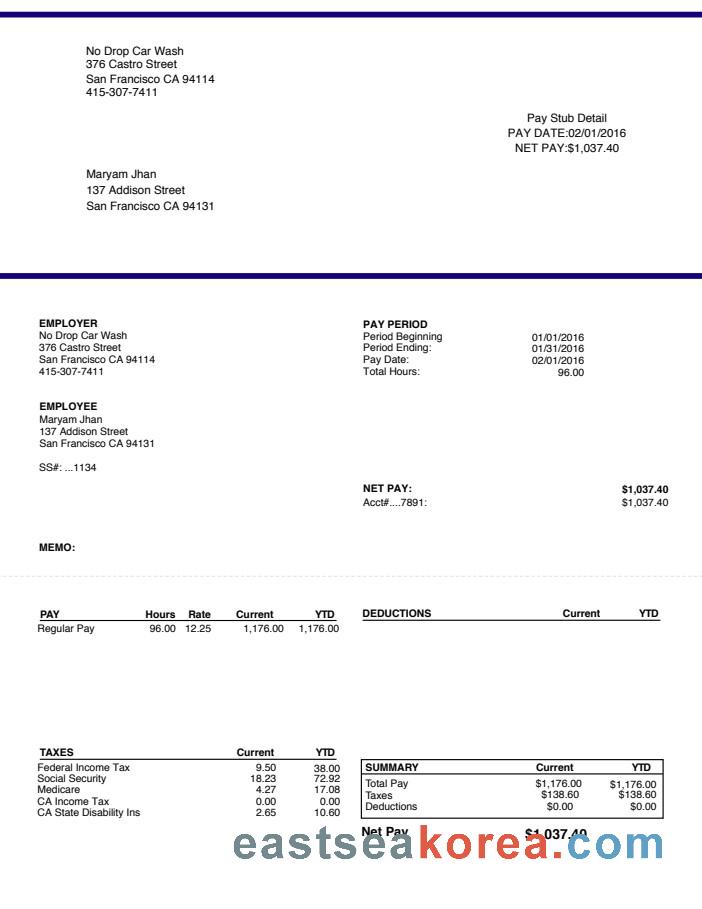 No Drop Car Wash
376 Castro Street
San Francisco CA 94114
415-307-7411
Pay Stub Detail
PAY DATE:02/01/2016
NET PAY:$1,037.40
Maryam Jhan
137 Addison Street
San Francisco CA 94131
EMPLOYER
No Drop Car Wash
376 Castro Street
San Francisco CA 94114
415-307-7411
PAY PERIOD
Period Beginning 01/01/2016
Period Ending: 01/31/2016
Pay Date: 02/01/2016
Total Hours: 96.00
EMPLOYEE
Maryam Jhan
137 Addison Street
San Francisco CA 94131
SS#: ...1134
NET PAY: $1,037.40
Acct#....7891: $1,037.40
MEMO:
PAY Hours Rate Current YTD
Regular Pay 96.00 12.25 1,176.00 1,176.00
DEDUCTIONS Current YTD
TAXES Current YTD
Federal Income Tax 9.50 38.00
Social Security 18.23 72.92
Medicare 4.27 17.08
CA Income Tax 0.00 0.00
CA State Disability Ins 2.65 10.60
SUMMARY Current YTD
Total Pay $1,176.00 $1,176.00
Taxes $138.60 $138.60
Deductions $0.00 $0.00
Net Pay $1,037.40
eastseakorea.com